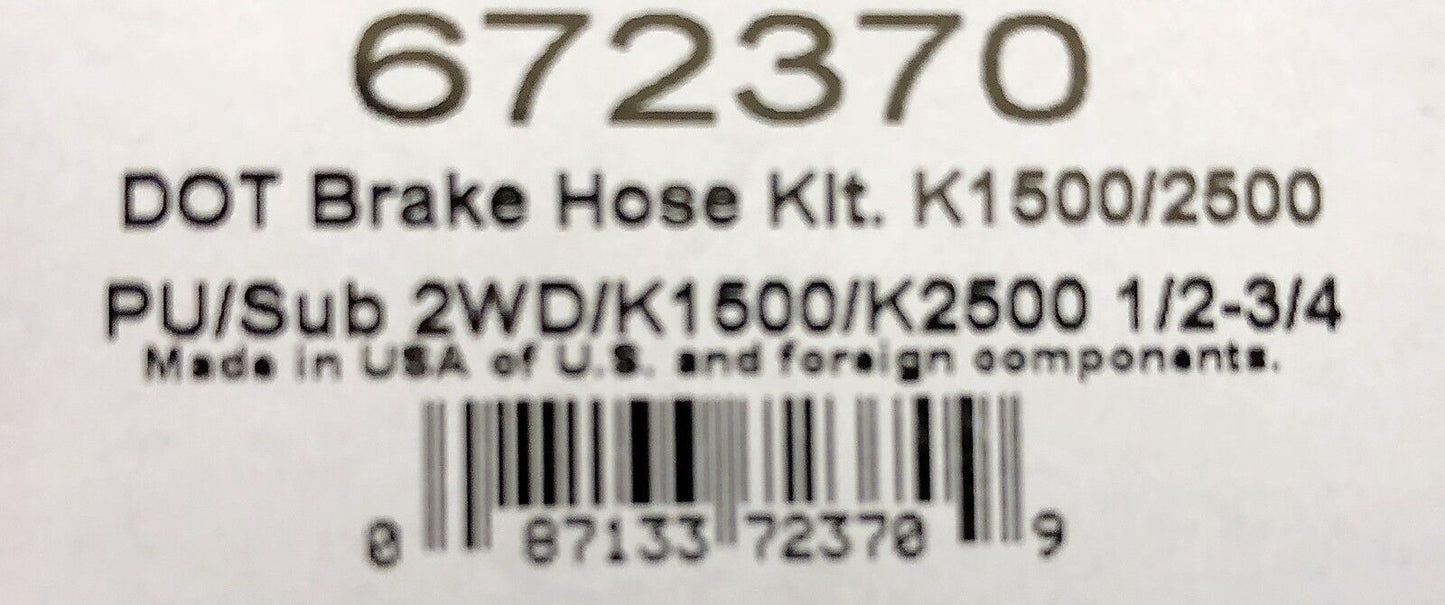 672370
DOT Brake Hose Kit. K1500/2500
PU/Sub 2WD/K1500/K2500 1/2-3/4
Made in USA of U.S. and foreign components.
0 87133 72370 9